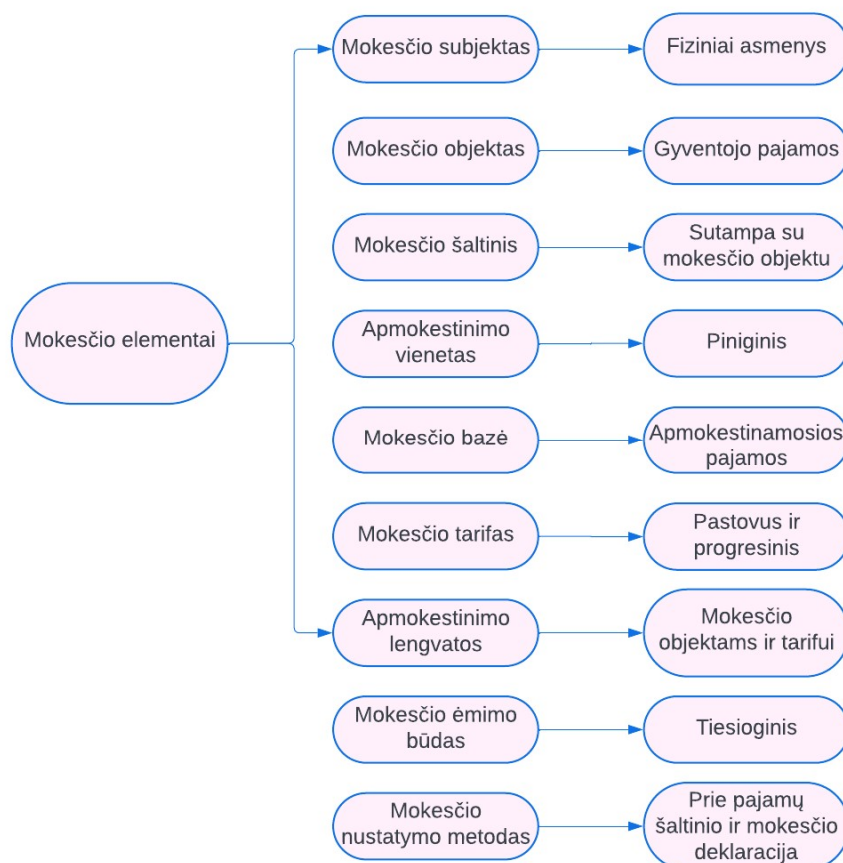 Mokesčio subjektas
Fiziniai asmenys
Mokesčio objektas
Gyventojo pajamos
Mokesčio šaltinis
Sutampa su
mokesčio objektu
Mokesčio elementai
Apmokestinimo
vienetas
Piniginis
Mokesčio bazė
Apmokestinamosios
pajamos
Mokesčio tarifas
Pastovus ir
progresinis
Apmokestinimo
lengvatos
Mokesčio
objektams ir tarifui
Mokesčio ėmimo
būdas
Tiesioginis
Mokesčio
nustatymo metodas
Prie pajamų
šaltinio ir mokesčio
deklaracija